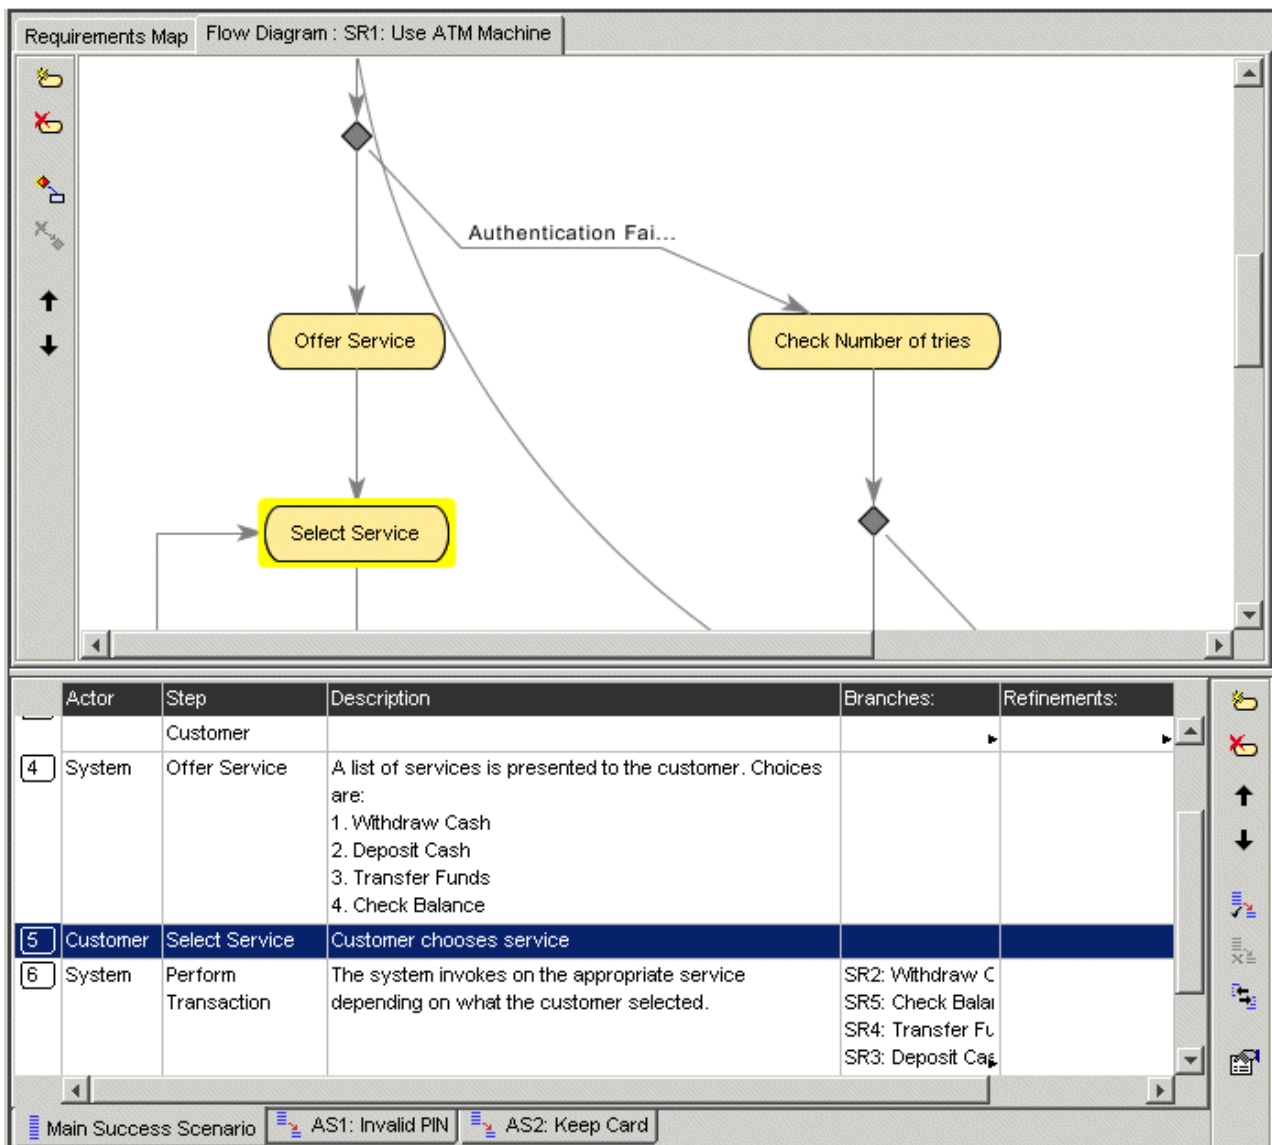 Requirements Map
Flow Diagram : SR1: Use ATM Machine
Authentication Fai...
Offer Service
Check Number of tries
Select Service
Actor Step Description Branches: Refinements:
Customer
4 System Offer Service A list of services is presented to the customer. Choices
are:
1. Withdraw Cash
2. Deposit Cash
3. Transfer Funds
4. Check Balance
5 Customer Select Service Customer chooses service
6 System Perform The system invokes on the appropriate service SR2: Withdraw C
Transaction depending on what the customer selected. SR5: Check Balar
SR4: Transfer Fu
SR3: Deposit Cas
Main Success Scenario AS1: Invalid PIN AS2: Keep Card